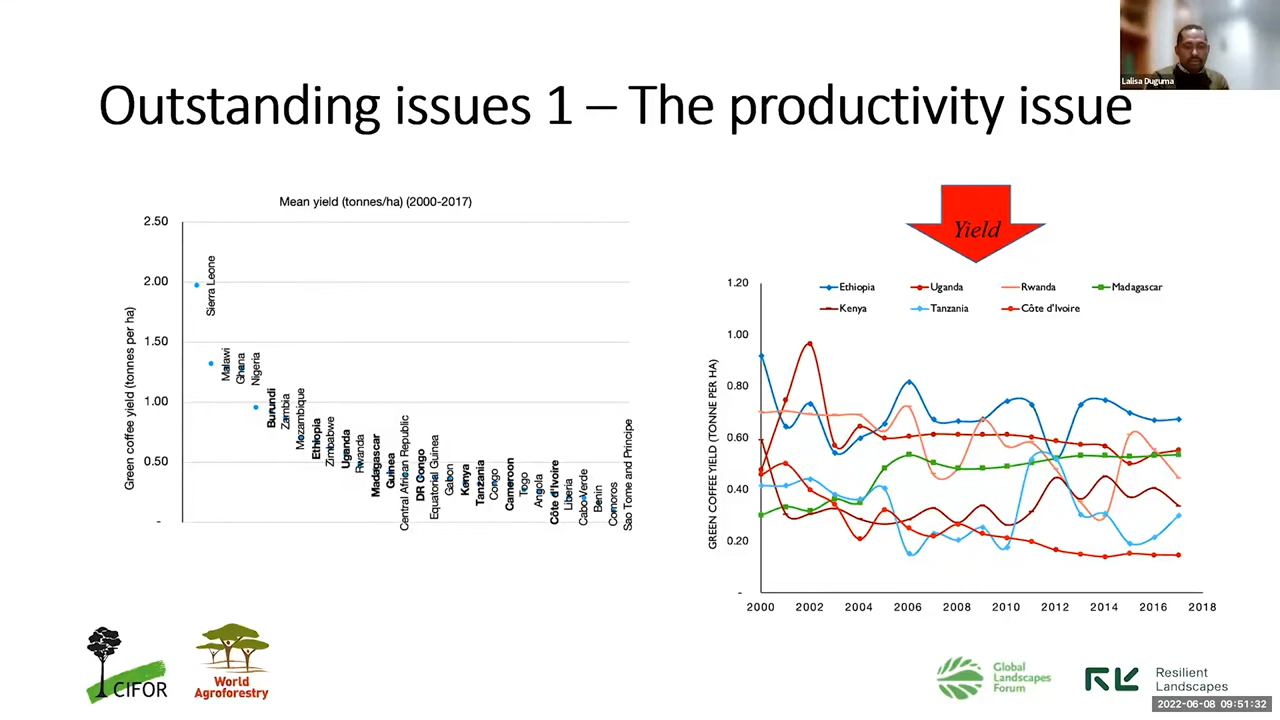 Lalisa Duguma
Outstanding issues 1 – The productivity issue
Mean yield (tonnes/ha) (2000-2017)
Green coffee yield (tonnes per ha)
2.50
2.00
1.50
1.00
0.50
-
Sierra Leone
Malawi
Ghana
Nigeria
Burundi
Zambia
Mozambique
Ethiopia
Zimbabwe
Uganda
Rwanda
Madagascar
Guinea
Central African Republic
DR Congo
Equatorial Guinea
Gabon
Kenya
Tanzania
Congo
Cameroon
Togo
Angola
Côte d'Ivoire
Liberia
Cabo Verde
Benin
Comoros
Sao Tome and Principe
Yield
GREEN COFFEE YIELD (TONNE PER HA)
1.20
1.00
0.80
0.60
0.40
0.20
-
Ethiopia Uganda Rwanda Madagascar
Kenya Tanzania Côte d'Ivoire
2000 2002 2004 2006 2008 2010 2012 2014 2016 2018
CIFOR
World
Agroforestry
Global
Landscapes
Forum
Resilient
Landscapes
2022-06-08 09:51:32